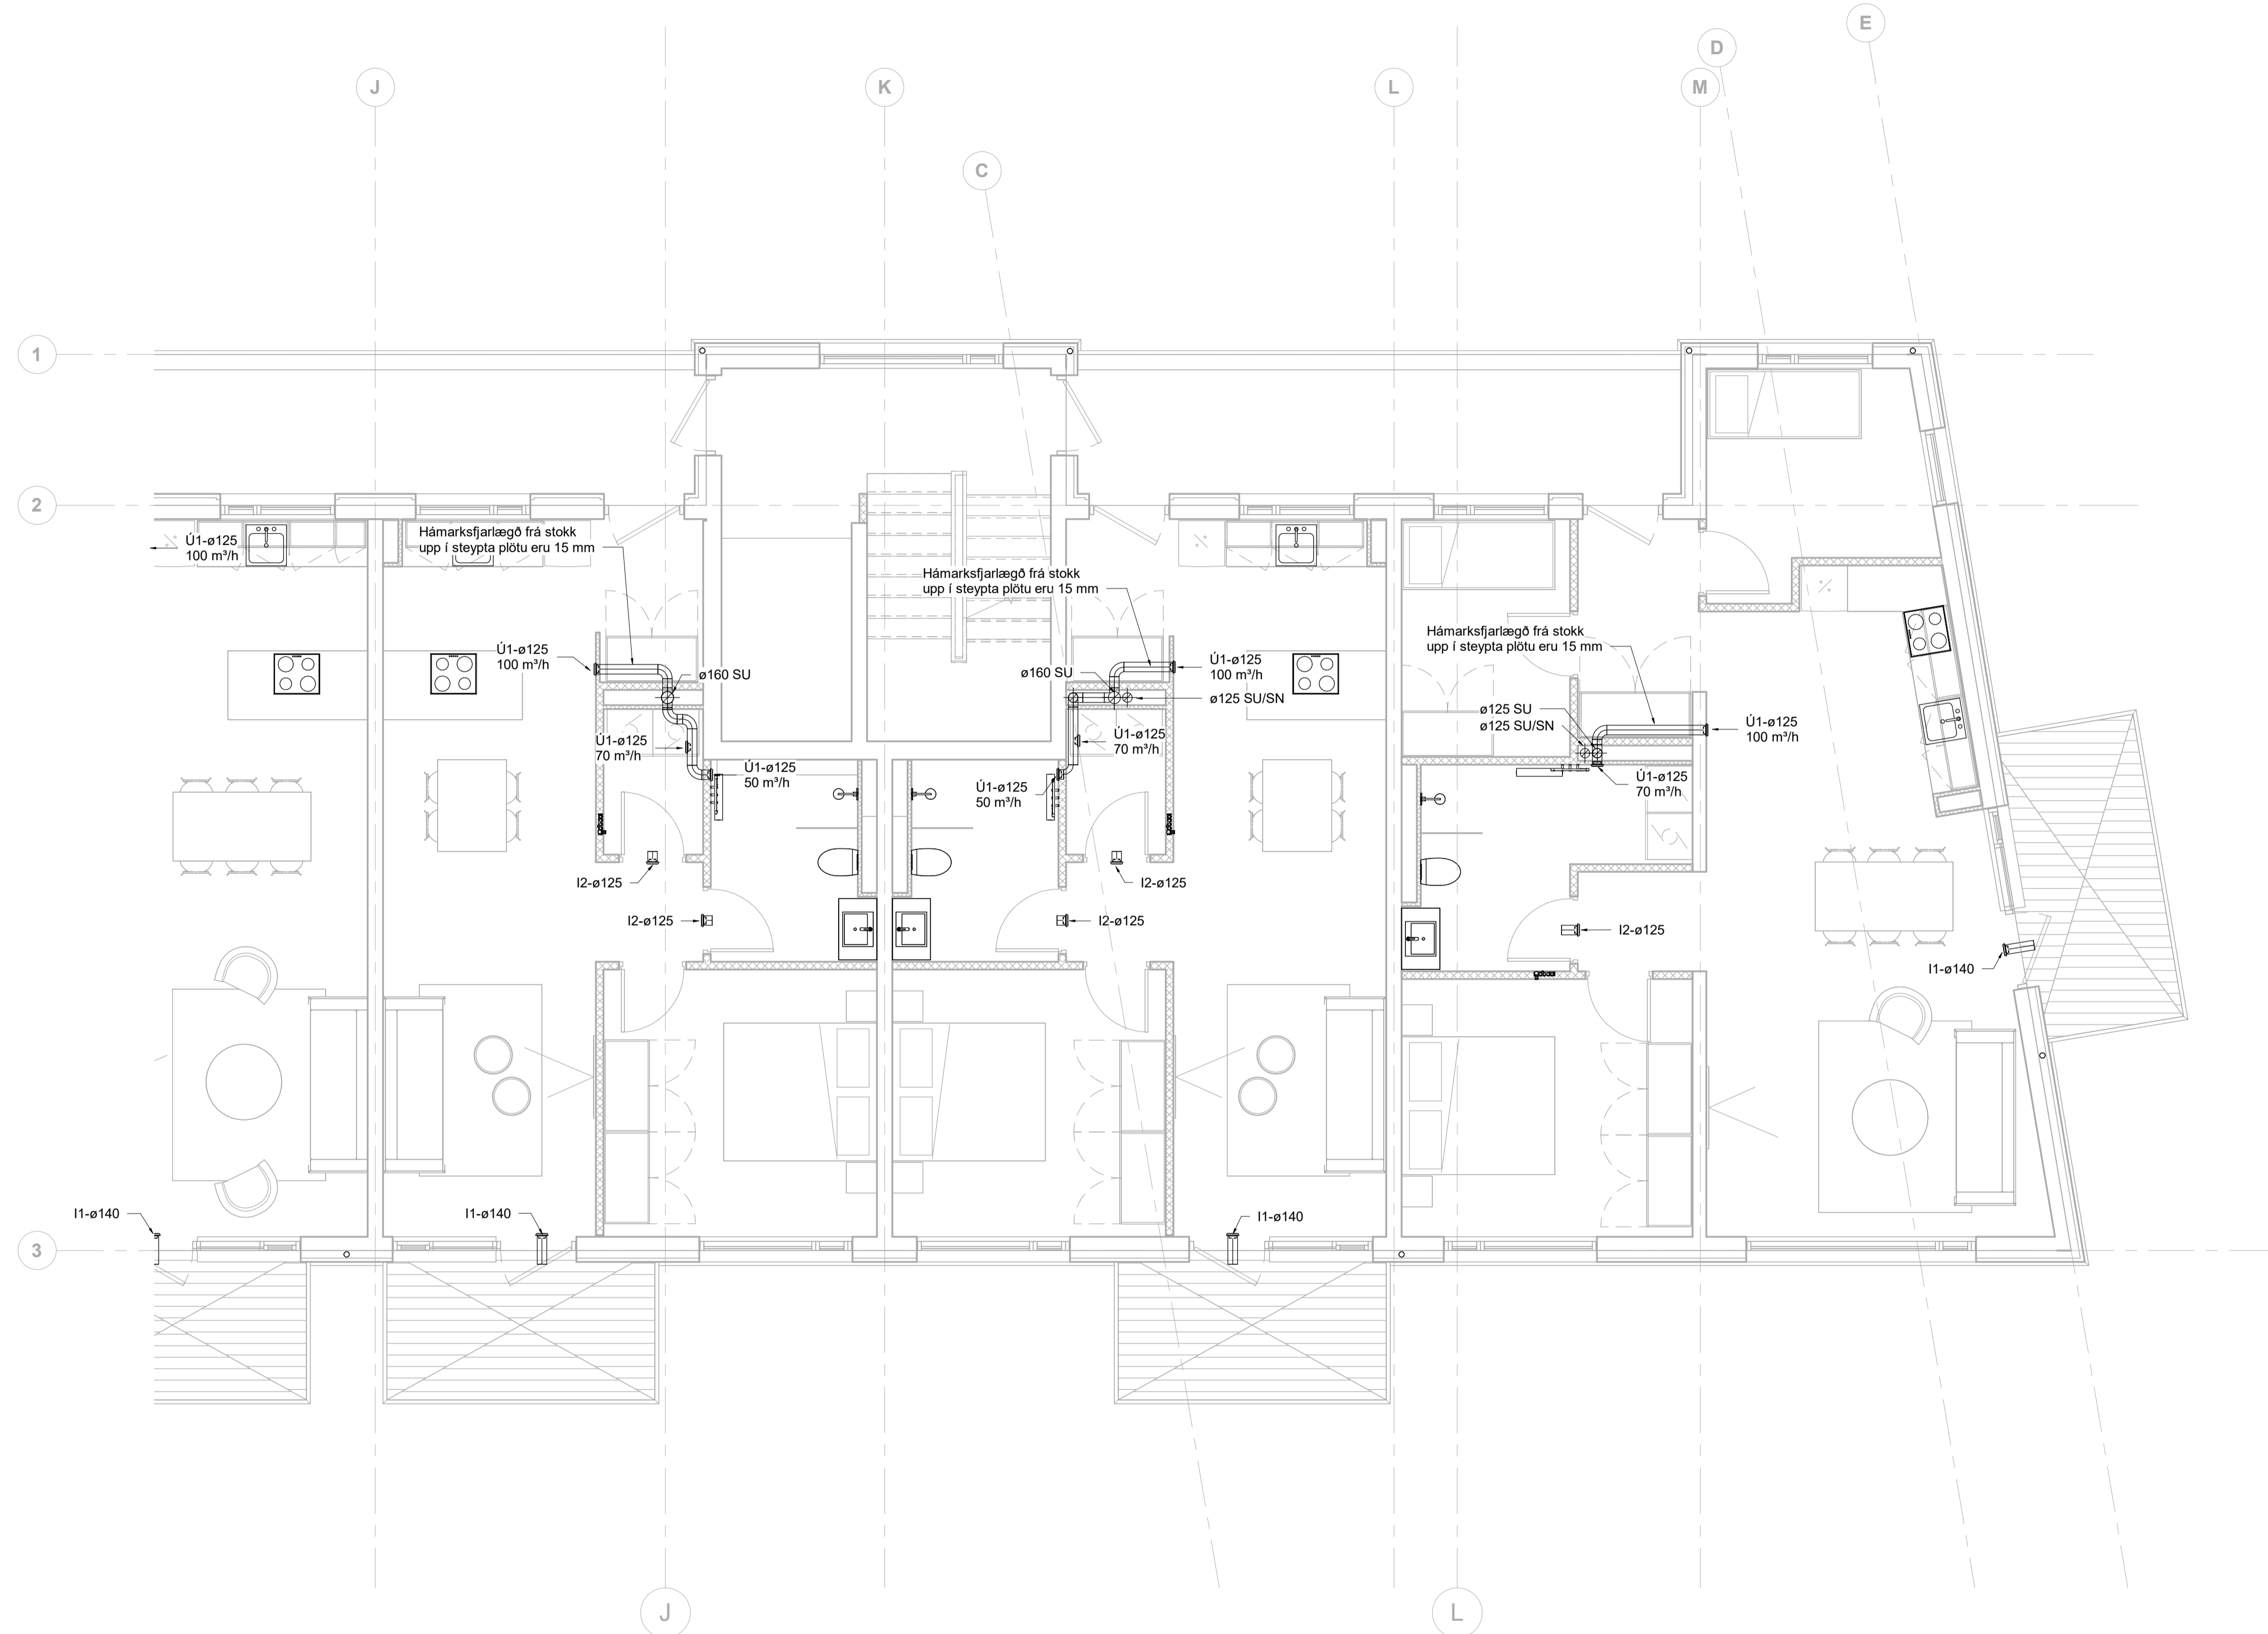 E
D
J
K
L
M
C
1
2
Hámarksfjarlægð frá stokk
upp í steypta plötu eru 15 mm
Ú1-ø125
100 m³/h
Hámarksfjarlægð frá stokk
upp í steypta plötu eru 15 mm
Hámarksfjarlægð frá stokk
upp í steypta plötu eru 15 mm
Ú1-ø125
100 m³/h
ø160 SU
ø160 SU
Ú1-ø125
100 m³/h
ø125 SU/SN
ø125 SU
ø125 SU/SN
Ú1-ø125
100 m³/h
Ú1-ø125
70 m³/h
Ú1-ø125
70 m³/h
Ú1-ø125
50 m³/h
Ú1-ø125
50 m³/h
Ú1-ø125
70 m³/h
I2-ø125
I2-ø125
I2-ø125
I2-ø125
I2-ø125
I1-ø140
I1-ø140
I1-ø140
I1-ø140
3
J
L